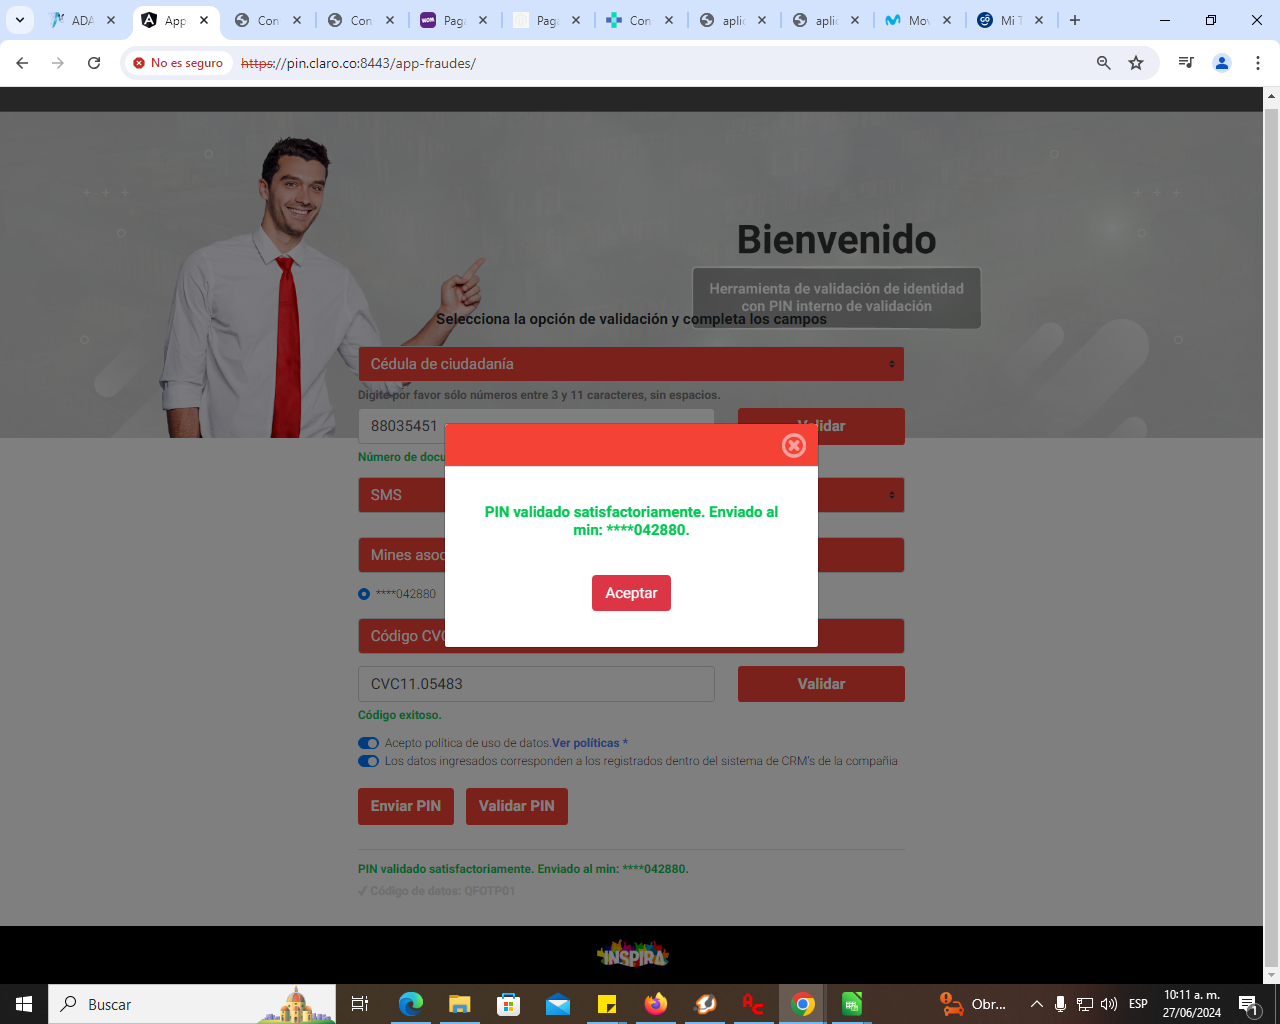 ADA
App
Con
Con
Paga
Paga
Con
aplic
aplic
Mov
Mi T
No es seguro
https://pin.claro.co:8443/app-fraudes/
Bienvenido
Herramienta de validación de identidad
con PIN interno de validación
Selecciona la opción de validación y completa los campos
Cédula de ciudadanía
Digite por favor sólo números entre 3 y 11 caracteres, sin espacios.
88035451
Validar
Número de docu
SMS
PIN validado satisfactoriamente. Enviado al
min: ****042880.
Aceptar
Mines asoc
****042880
Código CVC
CVC11.05483
Validar
Código exitoso.
Acepto política de uso de datos.Ver políticas *
Los datos ingresados corresponden a los registrados dentro del sistema de CRM's de la compañia
Enviar PIN
Validar PIN
PIN validado satisfactoriamente. Enviado al min: ****042880.
✔ Código de datos: QFOTP01
INSPIRA
Buscar
Obr...
ESP
10:11 a. m.
27/06/2024
1